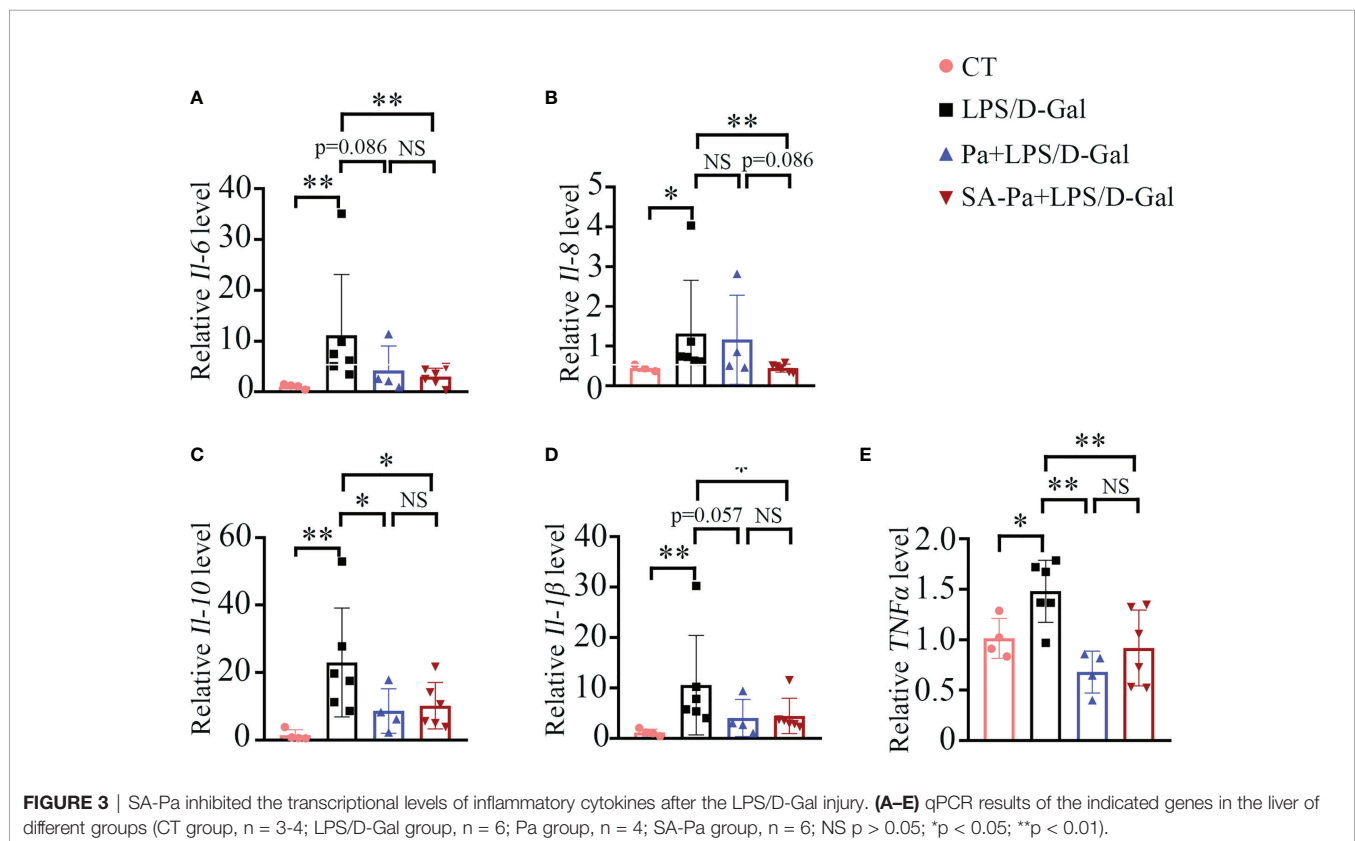 CT
LPS/D-Gal
Pa+LPS/D-Gal
SA-Pa+LPS/D-Gal
A
**
p=0.086 NS
**
Relative Il-6 level
40
30
20
10
0
B
**
NS p=0.086
*
Relative Il-8 level
5
4
3
2
1
0
C
*
* NS
**
Relative Il-10 level
60
40
20
0
D
*
p=0.057 NS
**
Relative Il-1β level
40
30
20
10
0
E
**
** NS
*
Relative TNFα level
2.0
1.5
1.0
0.5
0
FIGURE 3 | SA-Pa inhibited the transcriptional levels of inflammatory cytokines after the LPS/D-Gal injury. (A–E) qPCR results of the indicated genes in the liver of
different groups (CT group, n = 3-4; LPS/D-Gal group, n = 6; Pa group, n = 4; SA-Pa group, n = 6; NS p > 0.05; *p < 0.05; **p < 0.01).